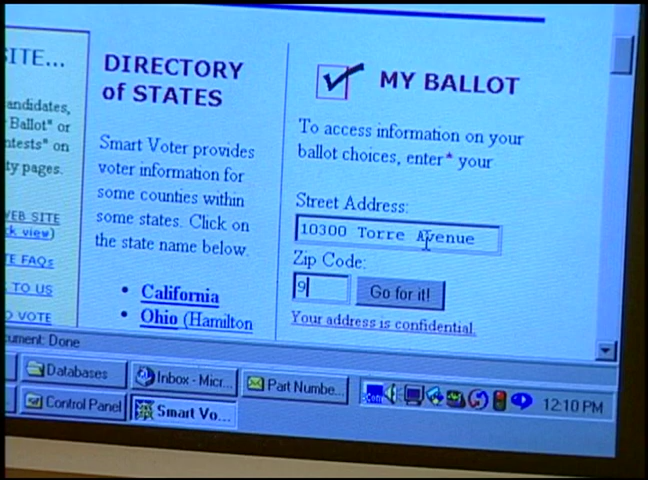 SITE...
andidates,
Ballot" or
ntests" on
ty pages.
WEB SITE
ck view)
TE FAQs
TO US
O VOTE
DIRECTORY
of STATES
Smart Voter provides
voter information for
some counties within
some states. Click on
the state name below.
• California
• Ohio (Hamilton
MY BALLOT
To access information on your
ballot choices, enter* your
Street Address:
10300 Torre Avenue
Zip Code:
9
Go for it!
Your address is confidential.
ument: Done
Databases
Inbox - Micr...
Part Numbe...
Control Panel
Smart Vo...
Com
12:10 PM